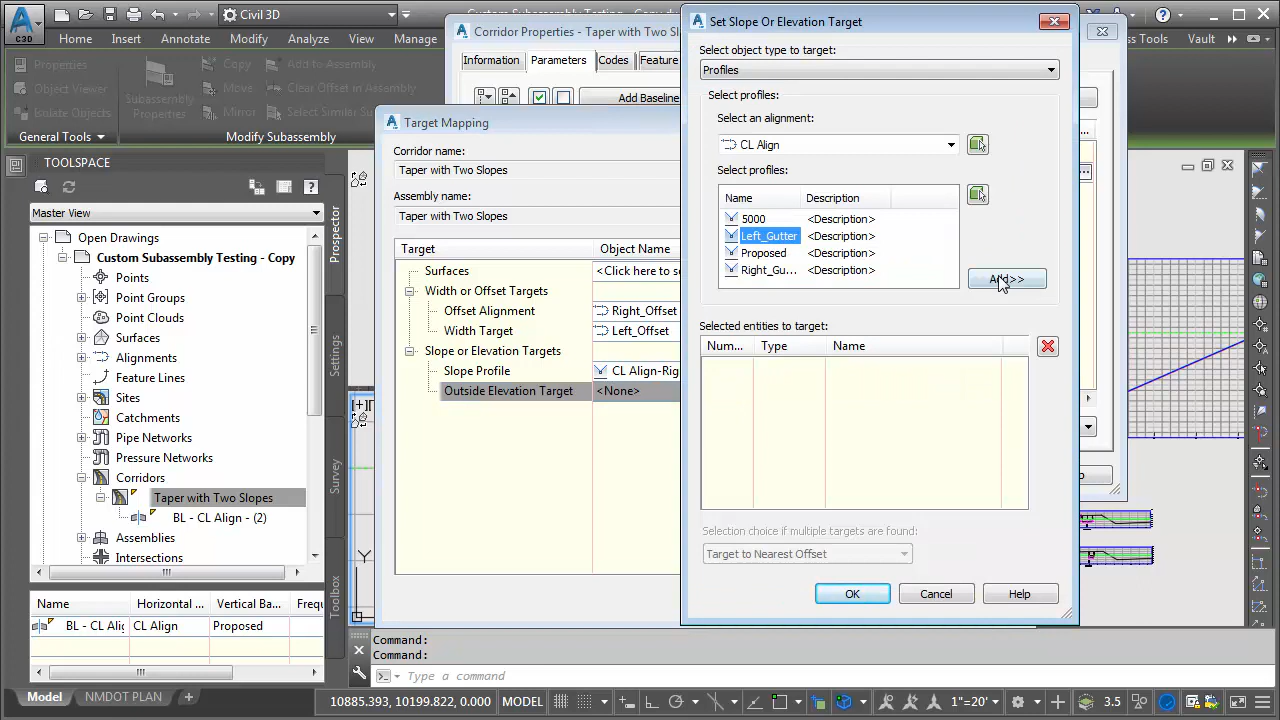 A
C3D
Civil 3D
Custom Subassembly Testing - Co
Home
Insert
Annotate
Modify
Analyze
View
Manage
Vault
Properties
Object Viewer
Isolate Objects
Subassembly
Properties
Copy
Move
Mirror
Add to Assembly
Clear Offset to Assembly
Select Similar Su
General Tools
Modify Subassembly
TOOLSPACE
Master View
Prospector
Settings
Survey
Toolbox
Open Drawings
Custom Subassembly Testing - Copy
Points
Point Groups
Point Clouds
Surfaces
Alignments
Feature Lines
Sites
Catchments
Pipe Networks
Pressure Networks
Corridors
Taper with Two Slopes
BL - CL Align - (2)
Assemblies
Intersections
Name
Horizontal ...
Vertical Ba...
Frequ
BL - CL Alig
CL Align
Proposed
Corridor Properties - Taper with Two S
Information
Parameters
Codes
Feature
Add Baseline
Target Mapping
Corridor name:
Taper with Two Slopes
Assembly name:
Taper with Two Slopes
Target
Object Name
Surfaces
<Click here to se
Width or Offset Targets
Offset Alignment
Right_Offset
Width Target
Left_Offset
Slope or Elevation Targets
Slope Profile
CL Align-Rig
Outside Elevation Target
<None>
Set Slope Or Elevation Target
Select object type to target:
Profiles
Select profiles:
Select an alignment:
CL Align
Select profiles:
Name
Description
5000
<Description>
Left_Gutter
<Description>
Proposed
<Description>
Right_Gu...
<Description>
Add>>
Selected entities to target:
Num...
Type
Name
Selection choice if multiple targets are found:
Target to Nearest Offset
OK
Cancel
Help
Command:
Command:
Type a command
Model
NMDOT PLAN
10885.393, 10199.822, 0.000
MODEL
1"=20'
3.5